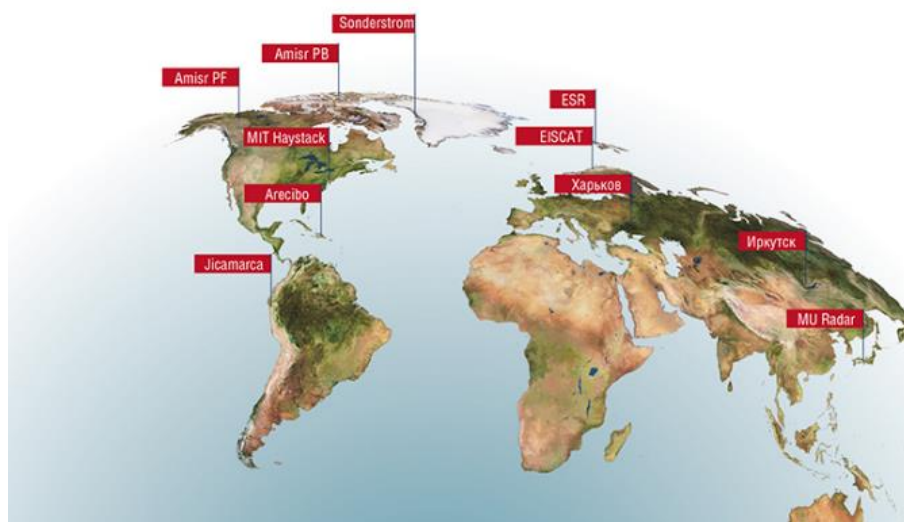 Sonderstrom
Amisr PB
Amisr PF
ESR
MIT Haystack
EISCAT
Arecibo
Харьков
Иркутск
Jicamarca
MU Radar